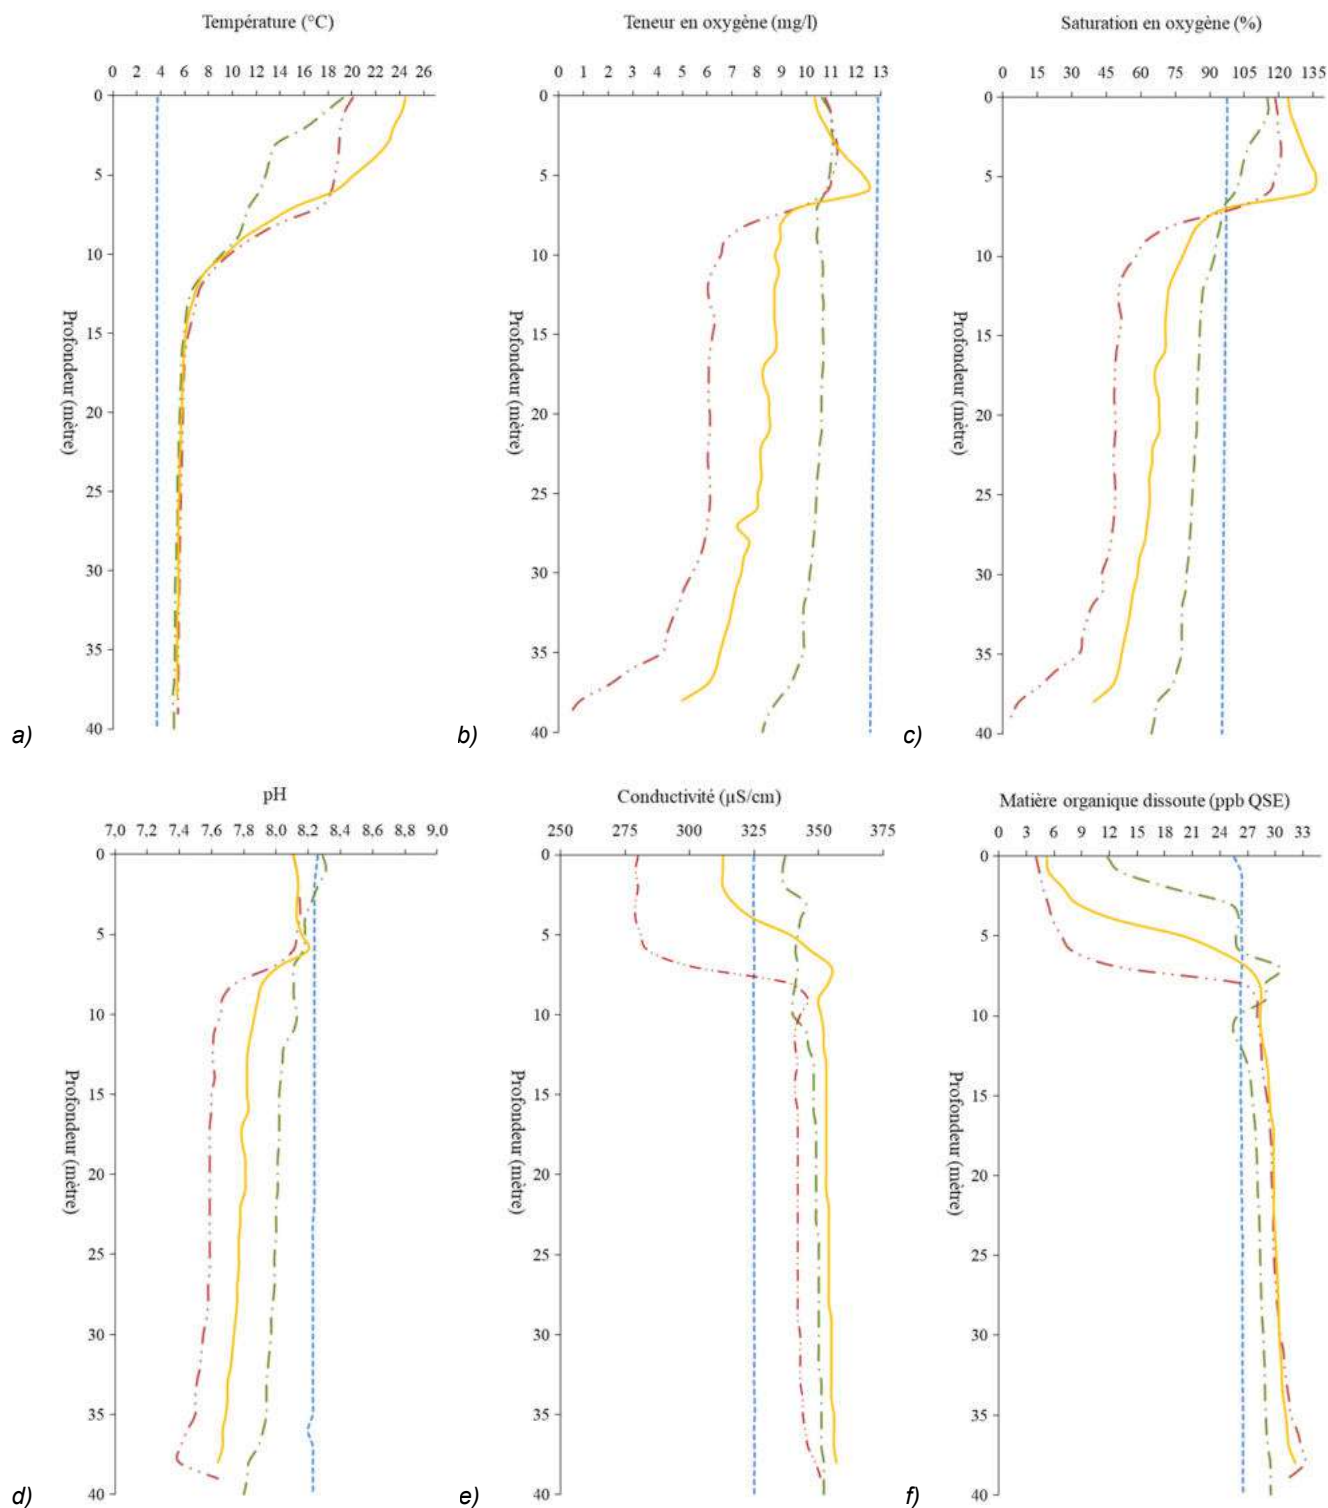 Température (°C)
0 2 4 6 8 10 12 14 16 18 20 22 24 26
0
5
10
15
20
25
30
35
40
Profondeur (mètre)
a)
Teneur en oxygène (mg/l)
0 1 2 3 4 5 6 7 8 9 10 11 12 13
0
5
10
15
20
25
30
35
40
Profondeur (mètre)
b)
Saturation en oxygène (%)
0 15 30 45 60 75 90 105 120 135
0
5
10
15
20
25
30
35
40
Profondeur (mètre)
c)
pH
7,0 7,2 7,4 7,6 7,8 8,0 8,2 8,4 8,6 8,8 9,0
0
5
10
15
20
25
30
35
40
Profondeur (mètre)
d)
Conductivité (µS/cm)
250 275 300 325 350 375
0
5
10
15
20
25
30
35
40
Profondeur (mètre)
e)
Matière organique dissoute (ppb QSE)
0 3 6 9 12 15 18 21 24 27 30 33
0
5
10
15
20
25
30
35
40
Profondeur (mètre)
f)